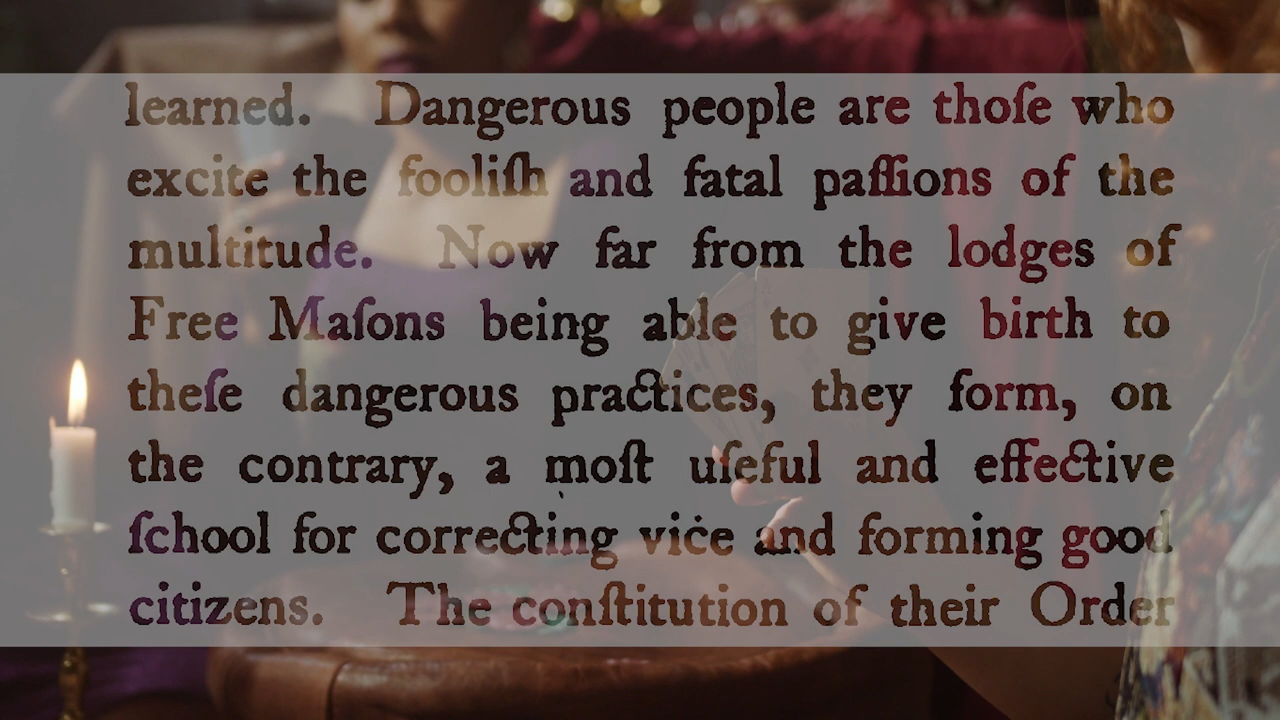 learned. Dangerous people are thoſe who
excite the fooliſh and fatal paſſions of the
multitude. Now far from the lodges of
Free Maſons being able to give birth to
theſe dangerous practices, they form, on
the contrary, a moſt uſeful and effective
ſchool for correcting vice and forming good
citizens. The conſtitution of their Order